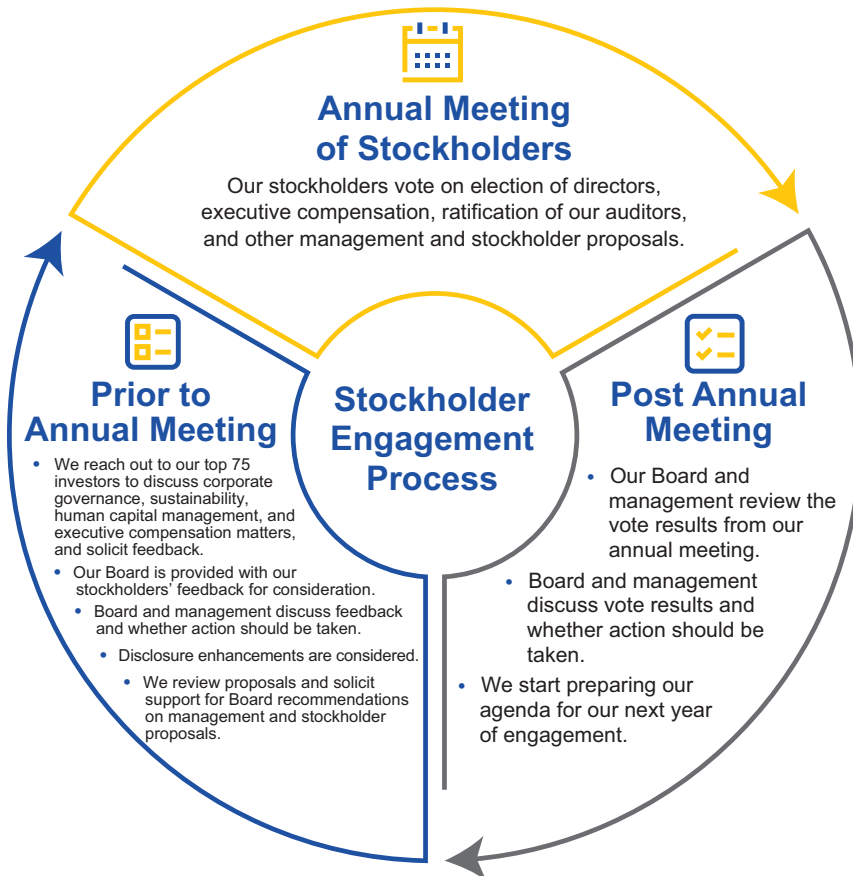 Annual Meeting
of Stockholders
Our stockholders vote on election of directors,
executive compensation, ratification of our auditors,
and other management and stockholder proposals.
Stockholder
Engagement
Process
Prior to
Annual Meeting
• We reach out to our top 75
investors to discuss corporate
governance, sustainability,
human capital management, and
executive compensation matters,
and solicit feedback.
• Our Board is provided with our
stockholders’ feedback for consideration.
• Board and management discuss feedback
and whether action should be taken.
• Disclosure enhancements are considered.
• We review proposals and solicit
support for Board recommendations
on management and stockholder
proposals.
Post Annual
Meeting
• Our Board and
management review the
vote results from our
annual meeting.
• Board and management
discuss vote results and
whether action should be
taken.
• We start preparing our
agenda for our next year
of engagement.